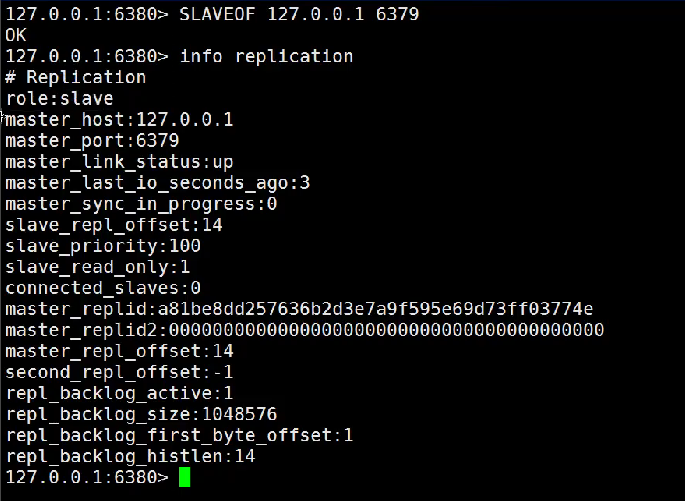 127.0.0.1:6380> SLAVEOF 127.0.0.1 6379
OK
127.0.0.1:6380> info replication
# Replication
role:slave
master_host:127.0.0.1
master_port:6379
master_link_status:up
master_last_io_seconds_ago:3
master_sync_in_progress:0
slave_repl_offset:14
slave_priority:100
slave_read_only:1
connected_slaves:0
master_replid:a81be8dd257636b2d3e7a9f595e69d73ff03774e
master_replid2:0000000000000000000000000000000000000000
master_repl_offset:14
second_repl_offset:-1
repl_backlog_active:1
repl_backlog_size:1048576
repl_backlog_first_byte_offset:1
repl_backlog_histlen:14
127.0.0.1:6380>